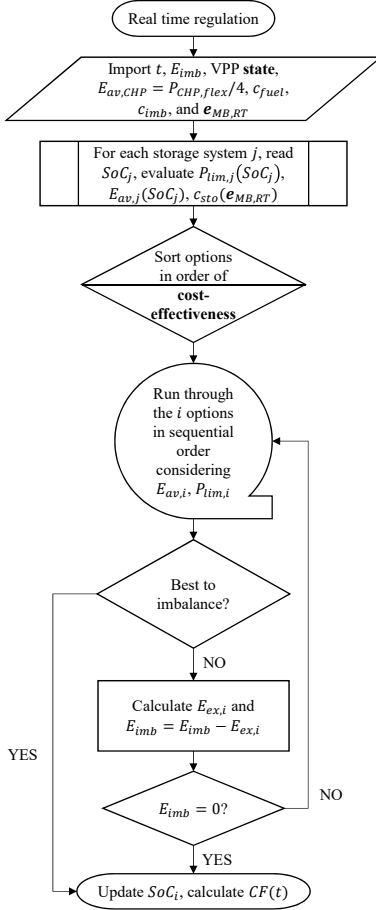 Real time regulation
Import t, E_imb, VPP state,
E_av,CHP = P_CHP,flex/4, c_fuel,
c_imb, and e_MB,RT
For each storage system j, read
SoC_j, evaluate P_lim,j(SoC_j),
E_av,j(SoC_j), c_sto(e_MB,RT)
Sort options
in order of
cost-
effectiveness
Run through
the i options
in sequential
order
considering
E_av,i, P_lim,i
Best to
imbalance?
NO
Calculate E_ex,i and
E_imb = E_imb − E_ex,i
YES
E_imb = 0?
NO
YES
Update SoC_i, calculate CF(t)